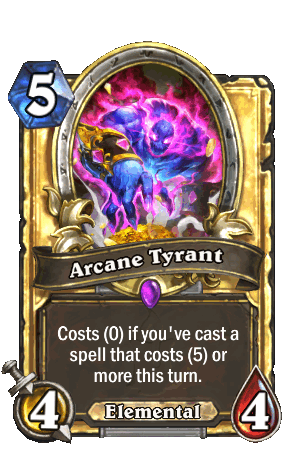 5
Arcane Tyrant
Costs (0) if you've cast a
spell that costs (5) or
more this turn.
4
Elemental
4